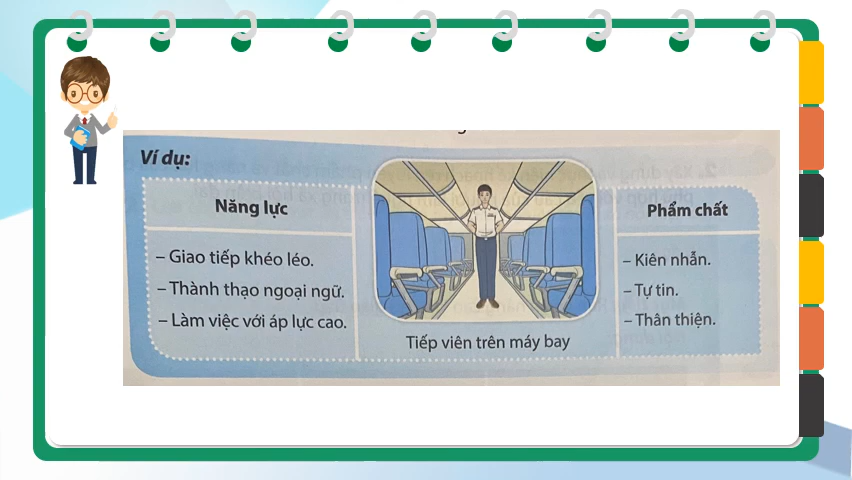 Ví dụ:
Năng lực
– Giao tiếp khéo léo.
– Thành thạo ngoại ngữ.
– Làm việc với áp lực cao.
Tiếp viên trên máy bay
Phẩm chất
– Kiên nhẫn.
– Tự tin.
– Thân thiện.